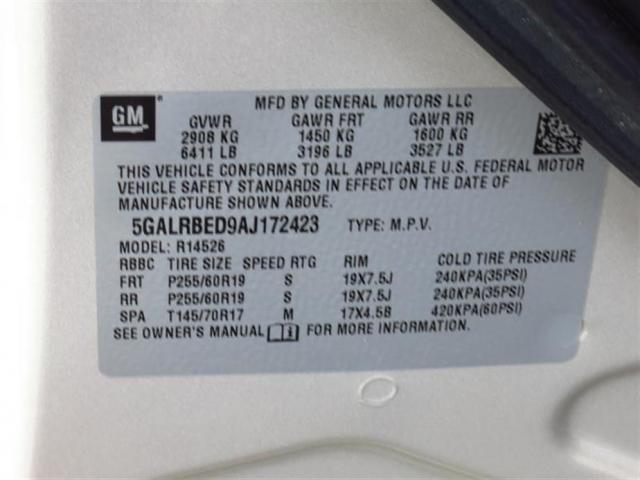 GM
MFD BY GENERAL MOTORS LLC
GVWR GAWR FRT GAWR RR
2908 KG 1450 KG 1600 KG
6411 LB 3196 LB 3527 LB
THIS VEHICLE CONFORMS TO ALL APPLICABLE U.S. FEDERAL MOTOR
VEHICLE SAFETY STANDARDS IN EFFECT ON THE DATE OF
MANUFACTURE SHOWN ABOVE.
5GALRBED9AJ172423 TYPE: M.P.V.
MODEL: R14526
RBBC TIRE SIZE SPEED RTG RIM COLD TIRE PRESSURE
FRT P255/60R19 S 19X7.5J 240KPA(35PSI)
RR P255/60R19 S 19X7.5J 240KPA(35PSI)
SPA T145/70R17 M 17X4.5B 420KPA(60PSI)
SEE OWNER'S MANUAL FOR MORE INFORMATION.